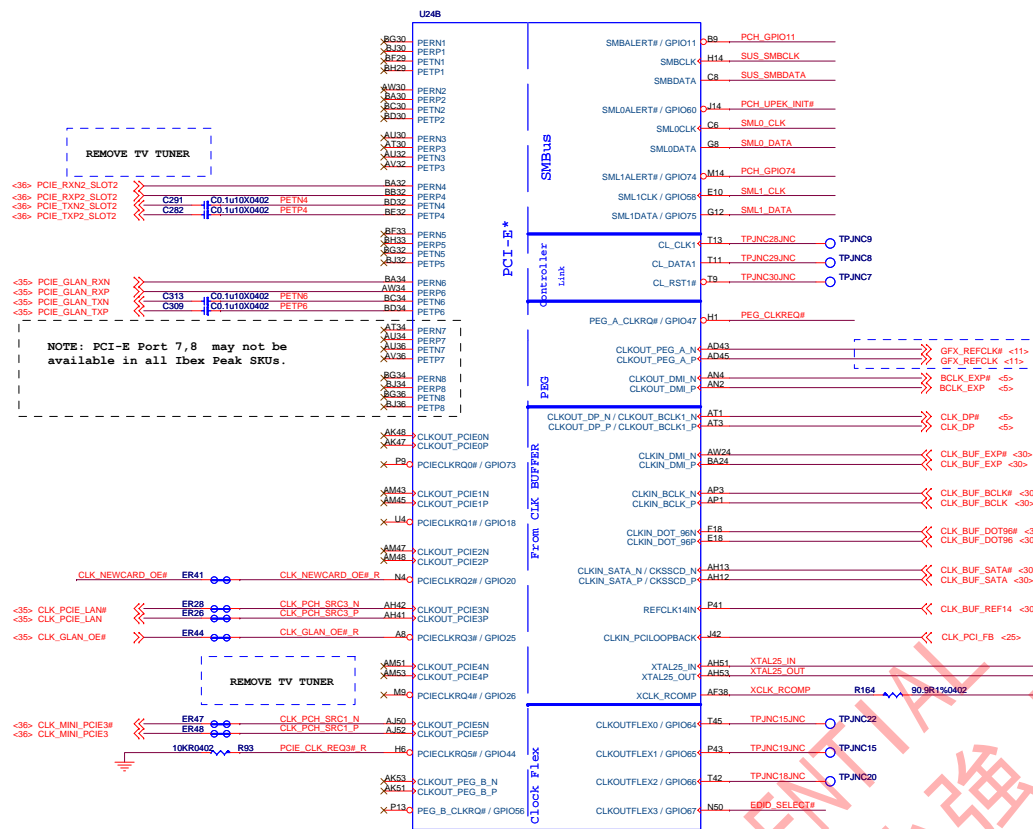 U24B
BG30 PERN1
BJ30 PERP1
BF29 PETN1
BH29 PETP1
AW30 PERN2
BA30 PERP2
BC30 PETN2
BD30 PETP2
AU30 PERN3
AT30 PERP3
AU32 PETN3
AV32 PETP3
REMOVE TV TUNER
<36> PCIE_RXN2_SLOT2 BA32 PERN4
<36> PCIE_RXP2_SLOT2 BB32 PERP4
<36> PCIE_TXN2_SLOT2 C291 C0.1u10X0402 PETN4 BD32 PETN4
<36> PCIE_TXP2_SLOT2 C282 C0.1u10X0402 PETP4 BE32 PETP4
BF33 PERN5
BH33 PERP5
BG32 PETN5
BJ32 PETP5
<35> PCIE_GLAN_RXN BA34 PERN6
<35> PCIE_GLAN_RXP AW34 PERP6
<35> PCIE_GLAN_TXN C313 C0.1u10X0402 PETN6 BC34 PETN6
<35> PCIE_GLAN_TXP C309 C0.1u10X0402 PETP6 BD34 PETP6
NOTE: PCI-E Port 7,8 may not be
available in all Ibex Peak SKUs.
AT34 PERN7
AU34 PERP7
AU36 PETN7
AV36 PETP7
BG34 PERN8
BJ34 PERP8
BG36 PETN8
BJ36 PETP8
AK48 CLKOUT_PCIE0N
AK47 CLKOUT_PCIE0P
P9 PCIECLKRQ0# / GPIO73
AM43 CLKOUT_PCIE1N
AM45 CLKOUT_PCIE1P
U4 PCIECLKRQ1# / GPIO18
AM47 CLKOUT_PCIE2N
AM48 CLKOUT_PCIE2P
CLK_NEWCARD_OE# ER41 CLK_NEWCARD_OE#_R N4 PCIECLKRQ2# / GPIO20
<35> CLK_PCIE_LAN# ER28 CLK_PCH_SRC3_N AH42 CLKOUT_PCIE3N
<35> CLK_PCIE_LAN ER26 CLK_PCH_SRC3_P AH41 CLKOUT_PCIE3P
<35> CLK_GLAN_OE# ER44 CLK_GLAN_OE#_R A8 PCIECLKRQ3# / GPIO25
REMOVE TV TUNER
AM51 CLKOUT_PCIE4N
AM53 CLKOUT_PCIE4P
M9 PCIECLKRQ4# / GPIO26
<36> CLK_MINI_PCIE3# ER47 CLK_PCH_SRC1_N AJ50 CLKOUT_PCIE5N
<36> CLK_MINI_PCIE3 ER48 CLK_PCH_SRC1_P AJ52 CLKOUT_PCIE5P
10KR0402 R93 PCIE_CLK_REQ3#_R H6 PCIECLKRQ5# / GPIO44
AK53 CLKOUT_PEG_B_N
AK51 CLKOUT_PEG_B_P
P13 PEG_B_CLKRQ# / GPIO56
PCI-E*
From CLK BUFFER
SMBus
Controller
Link
PEG
Clock Flex
SMBALERT# / GPIO11 B9 PCH_GPIO11
SMBCLK H14 SUS_SMBCLK
SMBDATA C8 SUS_SMBDATA
SML0ALERT# / GPIO60 J14 PCH_UPEK_INIT#
SML0CLK C6 SML0_CLK
SML0DATA G8 SML0_DATA
SML1ALERT# / GPIO74 M14 PCH_GPIO74
SML1CLK / GPIO58 E10 SML1_CLK
SML1DATA / GPIO75 G12 SML1_DATA
CL_CLK1 T13 TPJNC28JNC TPJNC9
CL_DATA1 T11 TPJNC29JNC TPJNC8
CL_RST1# T9 TPJNC30JNC TPJNC7
PEG_A_CLKRQ# / GPIO47 H1 PEG_CLKREQ#
CLKOUT_PEG_A_N AD43 GFX_REFCLK# <11>
CLKOUT_PEG_A_P AD45 GFX_REFCLK <11>
CLKOUT_DMI_N AN4 BCLK_EXP# <5>
CLKOUT_DMI_P AN2 BCLK_EXP <5>
CLKOUT_DP_N / CLKOUT_BCLK1_N AT1 CLK_DP# <5>
CLKOUT_DP_P / CLKOUT_BCLK1_P AT3 CLK_DP <5>
CLKIN_DMI_N AW24 CLK_BUF_EXP# <30>
CLKIN_DMI_P BA24 CLK_BUF_EXP <30>
CLKIN_BCLK_N AP3 CLK_BUF_BCLK# <30
CLKIN_BCLK_P AP1 CLK_BUF_BCLK <30>
CLKIN_DOT_96N F18 CLK_BUF_DOT96# <3
CLKIN_DOT_96P E18 CLK_BUF_DOT96 <30
CLKIN_SATA_N / CKSSCD_N AH13 CLK_BUF_SATA# <30
CLKIN_SATA_P / CKSSCD_P AH12 CLK_BUF_SATA <30>
REFCLK14IN P41 CLK_BUF_REF14 <30
CLKIN_PCILOOPBACK J42 CLK_PCI_FB <25>
XTAL25_IN AH51 XTAL25_IN
XTAL25_OUT AH53 XTAL25_OUT
XCLK_RCOMP AF38 XCLK_RCOMP R164 90.9R1%0402
CLKOUTFLEX0 / GPIO64 T45 TPJNC15JNC TPJNC22
CLKOUTFLEX1 / GPIO65 P43 TPJNC19JNC TPJNC15
CLKOUTFLEX2 / GPIO66 T42 TPJNC18JNC TPJNC20
CLKOUTFLEX3 / GPIO67 N50 EDID_SELECT#
ENTIAL
強